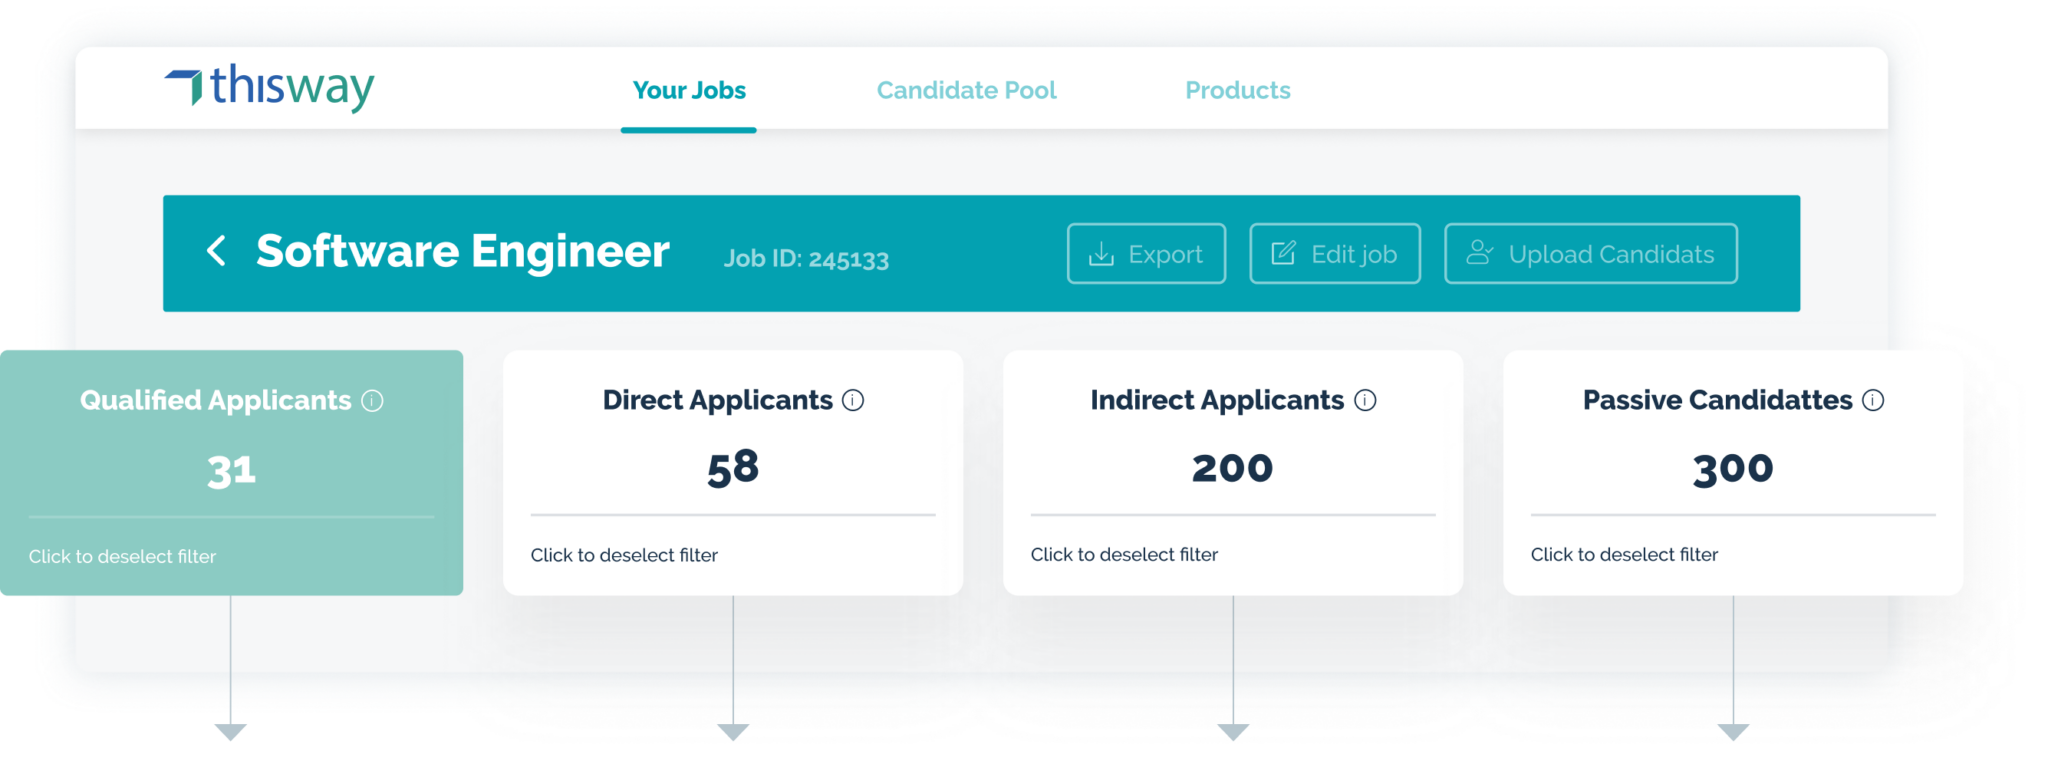 thisway
Your Jobs
Candidate Pool
Products
Software Engineer
Job ID: 245133
Export
Edit job
Upload Candidats
Qualified Applicants
31
Click to deselect filter
Direct Applicants
58
Click to deselect filter
Indirect Applicants
200
Click to deselect filter
Passive Candidattes
300
Click to deselect filter